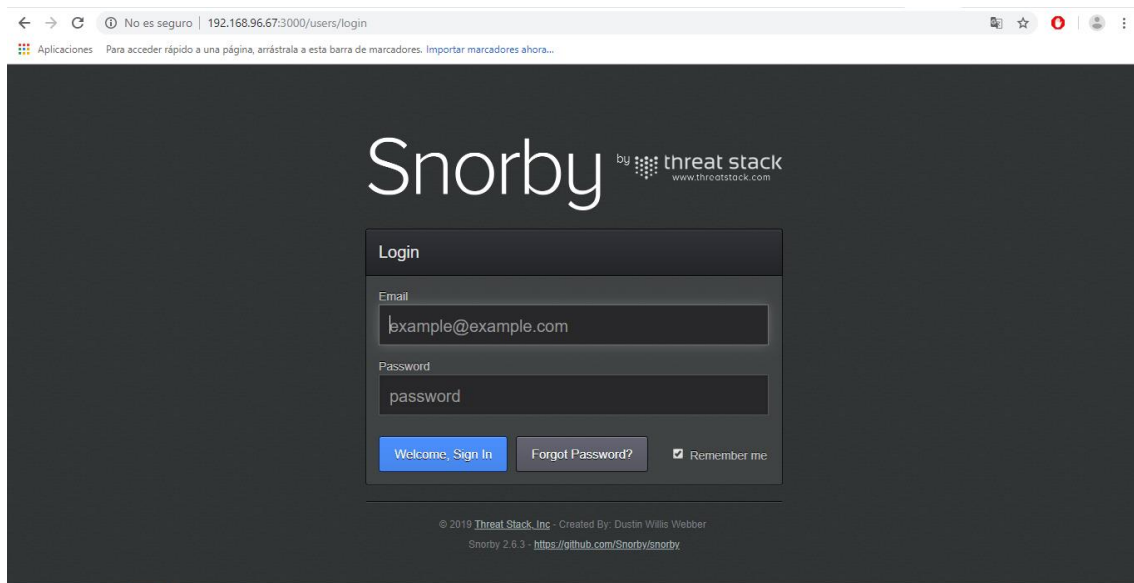 No es seguro | 192.168.96.67:3000/users/login
Aplicaciones Para acceder rápido a una página, arrástrala a esta barra de marcadores. Importar marcadores ahora...
Snorby by threat stack
www.threatstack.com
Login
Email
example@example.com
Password
password
Welcome, Sign In Forgot Password? Remember me
© 2019 Threat Stack, Inc - Created By: Dustin Willis Webber
Snorby 2.6.3 - https://github.com/Snorby/snorby